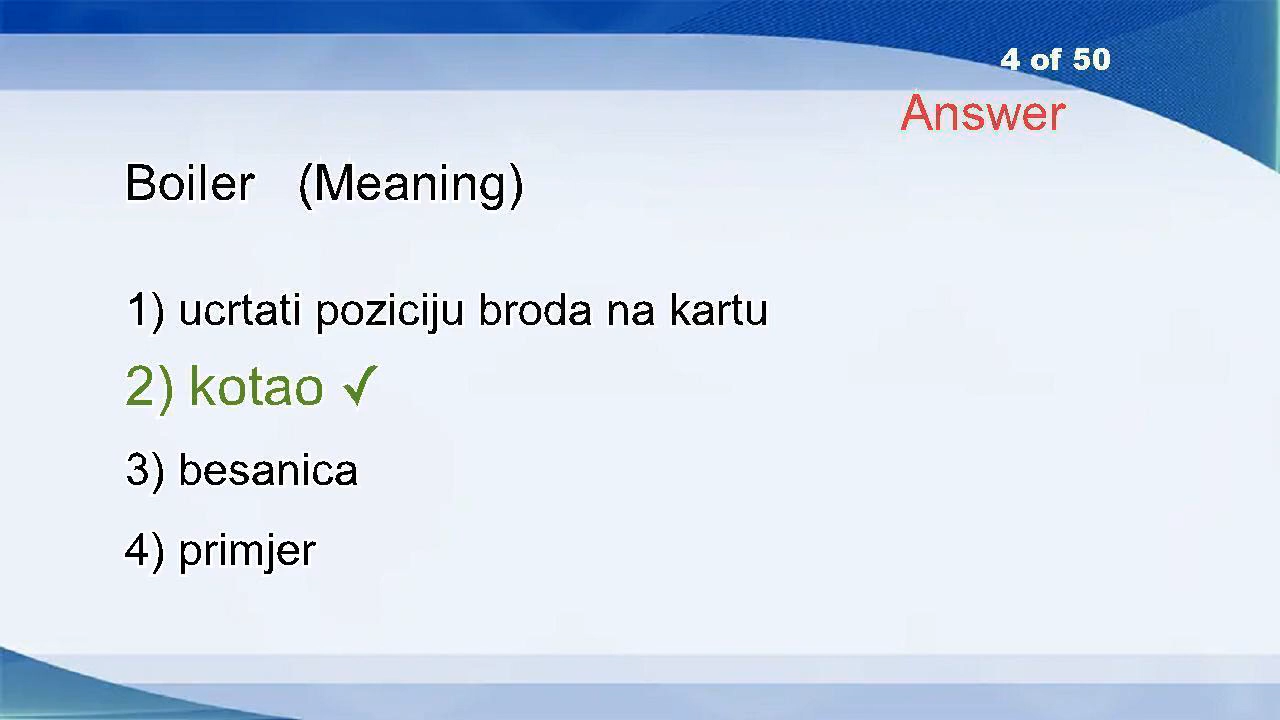 4 of 50
Answer
Boiler (Meaning)
1) ucrtati poziciju broda na kartu
2) kotao ✓
3) besanica
4) primjer